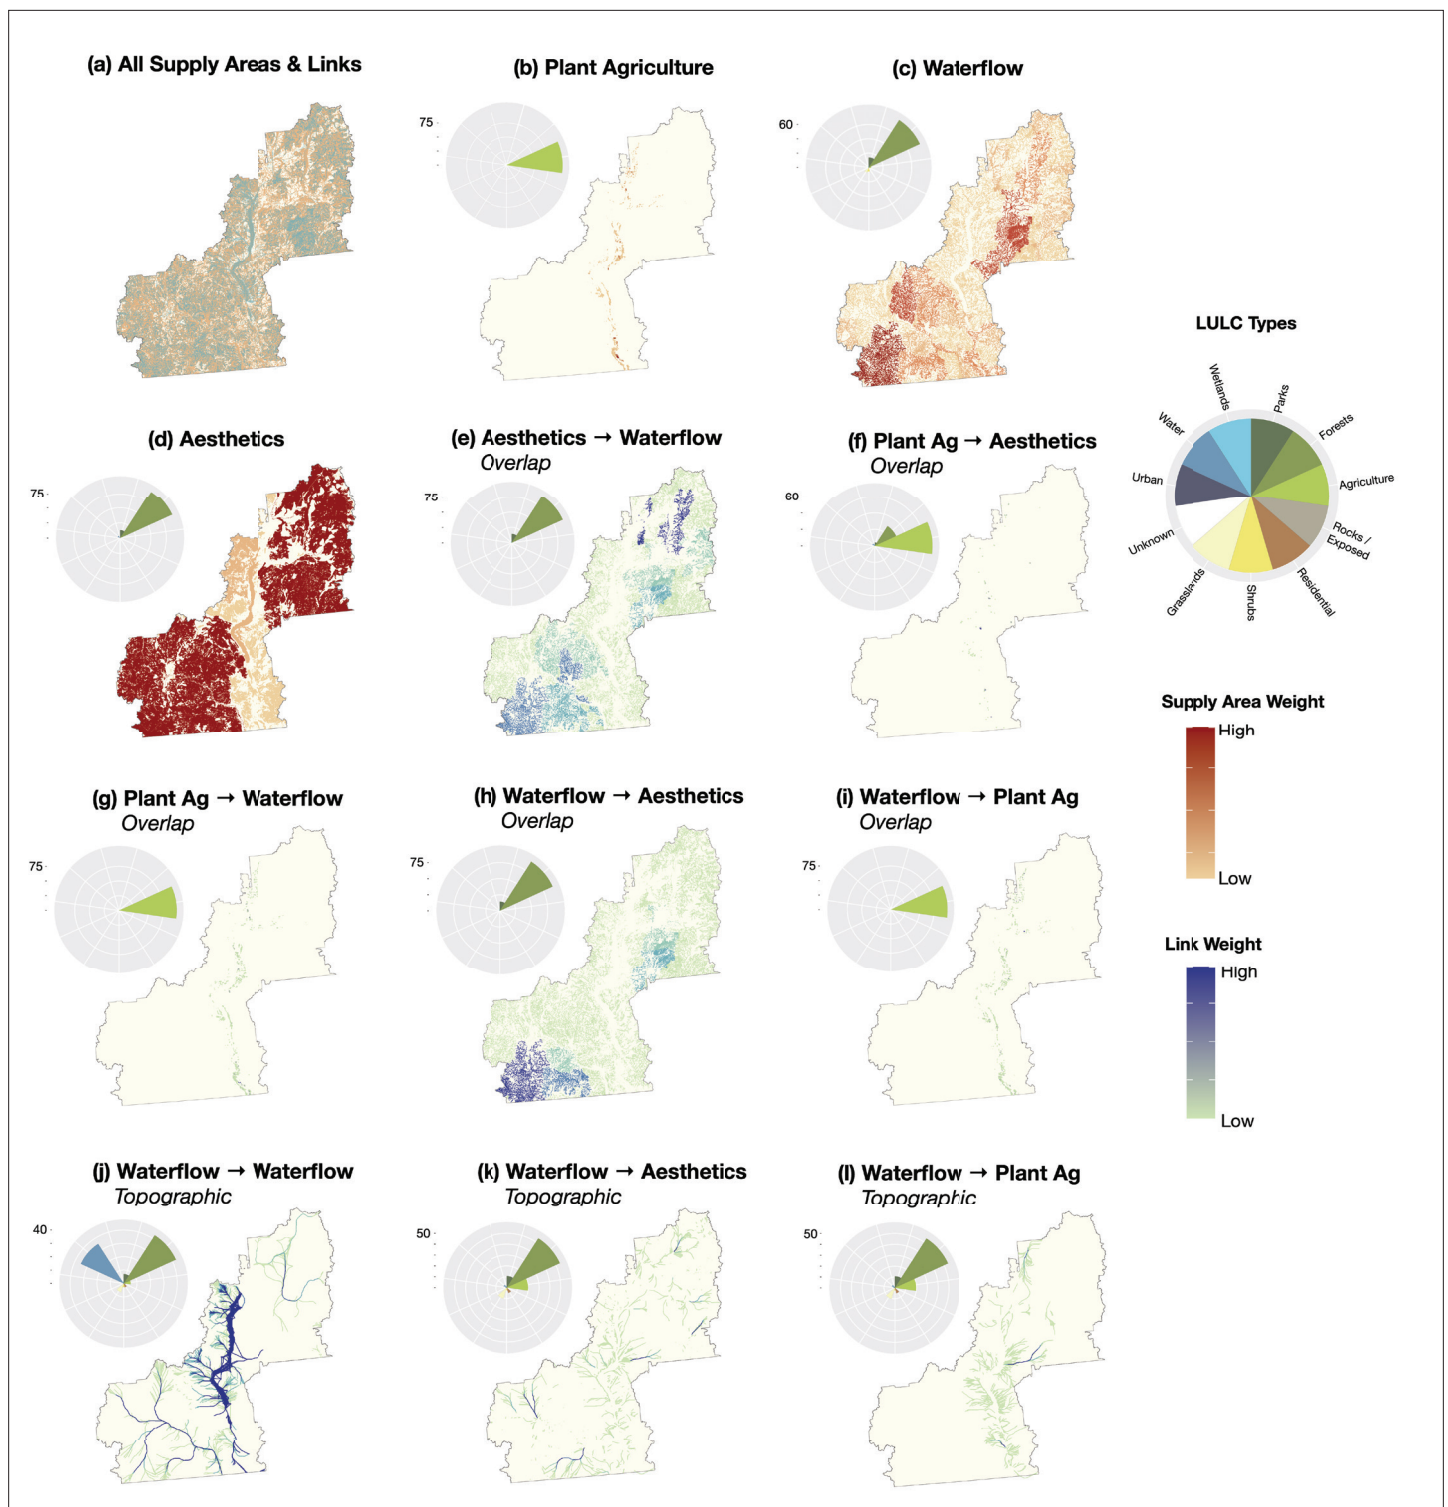 (a) All Supply Areas & Links
(b) Plant Agriculture
75
(c) Waterflow
60
LULC Types
Wetlands
Parks
Water
Forests
Urban
Agriculture
Unknown
Rocks /
Exposed
Grasslands
Shrubs
Residential
(d) Aesthetics
75
(e) Aesthetics → Waterflow
Overlap
75
(f) Plant Ag → Aesthetics
Overlap
60
Supply Area Weight
High
Low
(g) Plant Ag → Waterflow
Overlap
75
(h) Waterflow → Aesthetics
Overlap
75
(i) Waterflow → Plant Ag
Overlap
75
Link Weight
High
Low
(j) Waterflow → Waterflow
Topographic
40
(k) Waterflow → Aesthetics
Topographic
50
(l) Waterflow → Plant Ag
Topographic
50